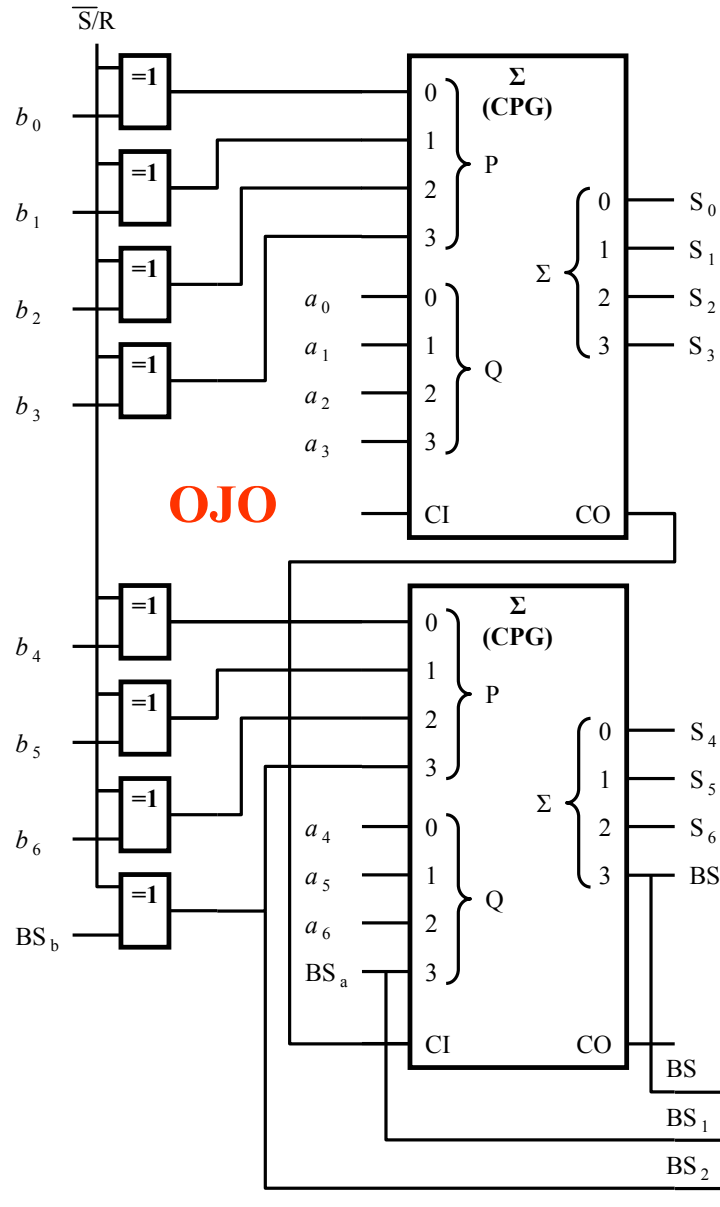 S̅/R
=1
Σ
(CPG)
b0
0
1
P
=1
2
0
S0
b1
3
1
S1
=1
Σ
2
S2
b2
a0
0
3
S3
=1
a1
1
Q
b3
a2
2
a3
3
OJO
CI
CO
=1
Σ
(CPG)
b4
0
1
P
=1
2
0
S4
b5
3
1
S5
=1
Σ
2
S6
b6
a4
0
3
BS
=1
a5
1
Q
BSb
a6
2
BSa
3
CI
CO
BS
BS1
BS2